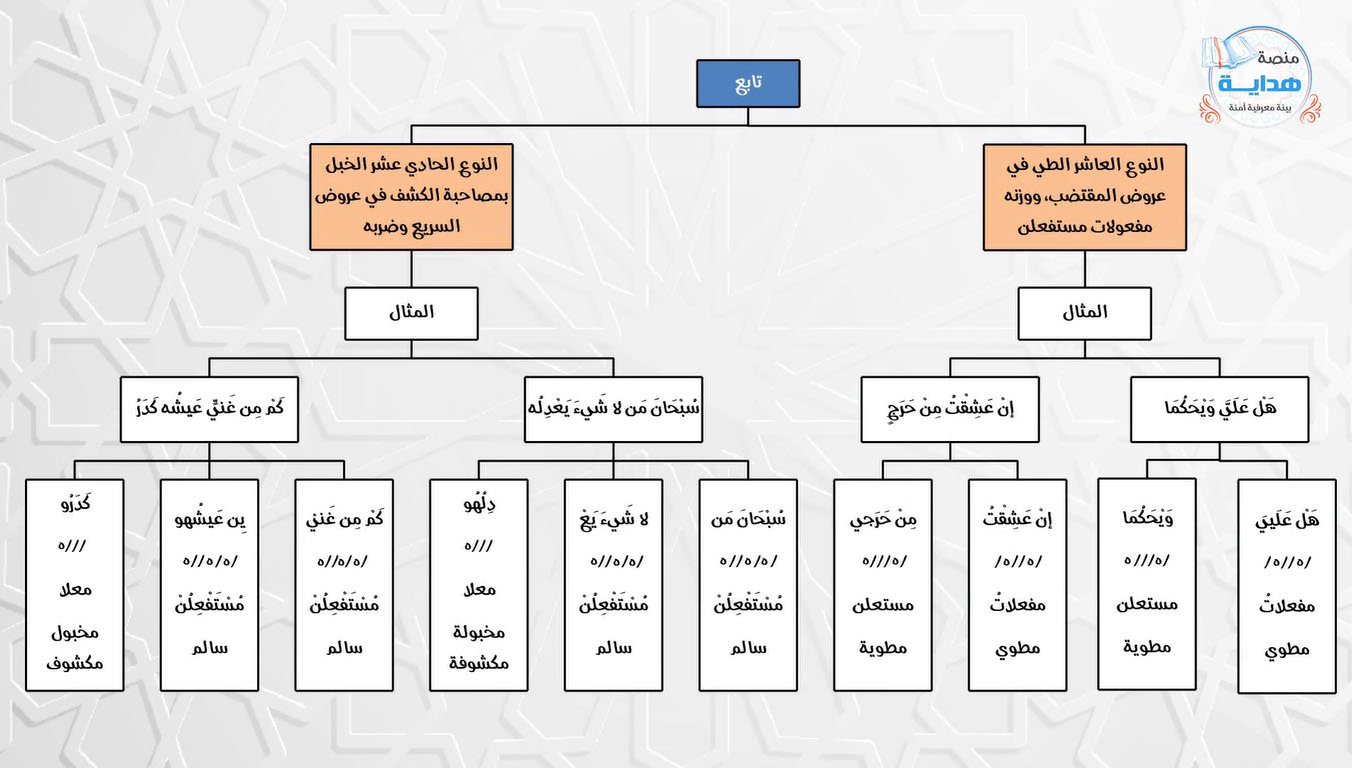 منصة
هداية
بيئة معرفية آمنة
تابع
النوع العاشر الطي في
عروض المقتضب، ووزنه
مفعولات مستفعلن
المثال
هَلْ عَلَيَّ وَيْحَكُمَا
هَلْ عَلَييَ
/٥//٥/
مفعلاتُ
مطوي
وَيْحَكُمَا
/٥///٥
مستعلن
مطوية
إنْ عَشِقْتُ مِنْ حَرَجٍ
إنْ عَشِقْتُ
/٥//٥/
مفعلاتُ
مطوي
مِنْ حَرَجي
/٥///٥
مستعلن
مطوية
النوع الحادي عشر الخبل
بمصاحبة الكشف في عروض
السريع وضربه
المثال
سُبْحَانَ مَن لا شَيءَ يَعْدِلُه
سُبْحَانَ مَن
/٥/٥//٥
مُسْتَفْعِلُنْ
سالم
لا شَيءَ يَعْ
/٥/٥//٥
مُسْتَفْعِلُنْ
سالم
دِلُهُو
///٥
معلا
مخبولة
مكشوفة
كَمْ مِن غَنيٍّ عَيشُه كَدَرُ
كَمْ مِن غَنيْ
/٥/٥//٥
مُسْتَفْعِلُنْ
سالم
يِن عَيشُهو
/٥/٥//٥
مُسْتَفْعِلُنْ
سالم
كَدَرُو
///٥
معلا
مخبول
مكشوف